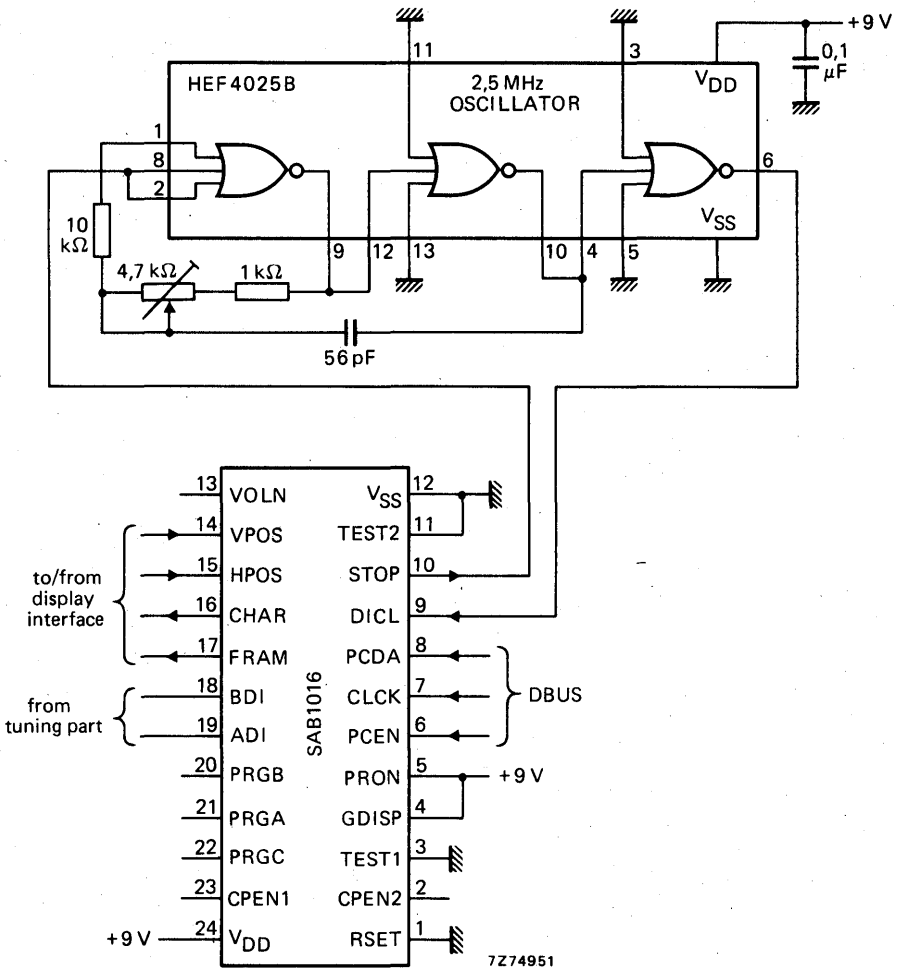 +9 V
11
3
0,1
μF
HEF4025B
2,5 MHz
OSCILLATOR
VDD
1
8
2
6
VSS
10
kΩ
9
12
13
10
4
5
4,7 kΩ
1 kΩ
56 pF
13 VOLN
VSS 12
14 VPOS
TEST2 11
15 HPOS
STOP 10
to/from
display
interface
16 CHAR
DICL 9
17 FRAM
PCDA 8
18 BDI
CLCK 7
DBUS
from
tuning part
19 ADI
PCEN 6
SAB1016
20 PRGB
PRON 5
+9 V
21 PRGA
GDISP 4
22 PRGC
TEST1 3
23 CPEN1
CPEN2 2
+9 V
24 VDD
RSET 1
7Z74951